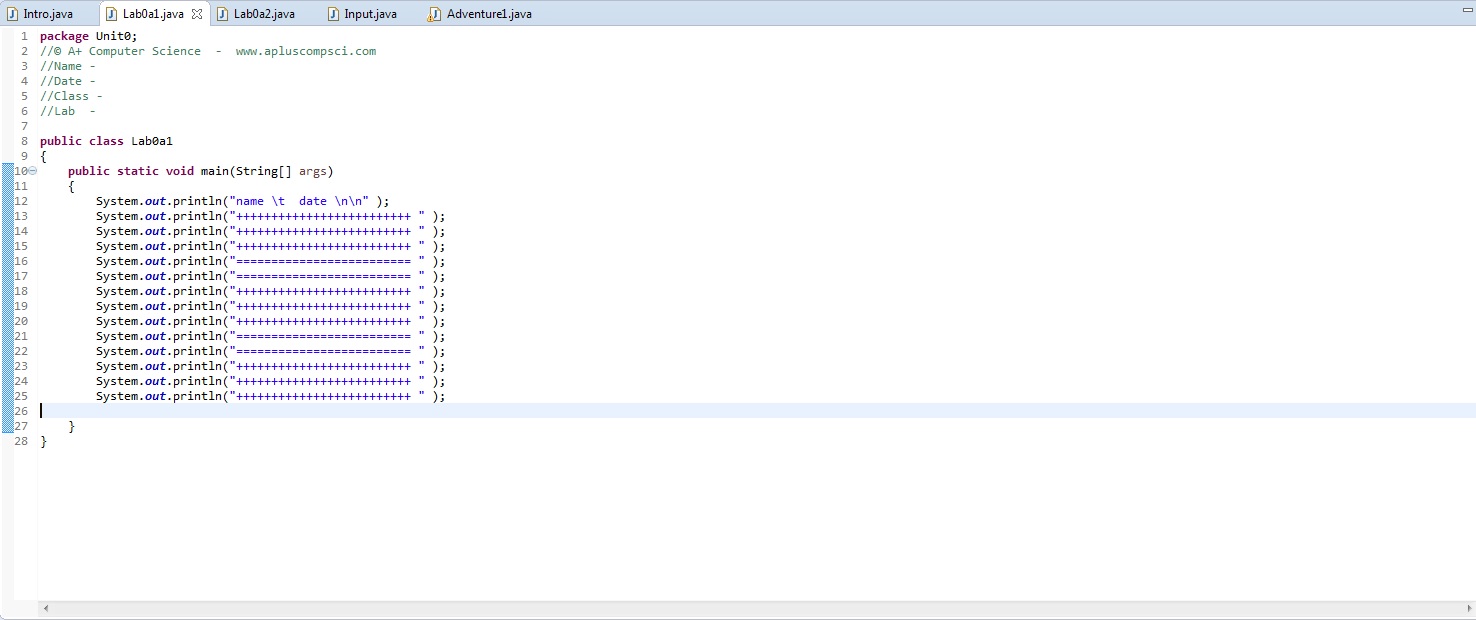 Intro.java Lab0a1.java Lab0a2.java Input.java Adventure1.java
1 package Unit0;
2 //© A+ Computer Science  -  www.apluscompsci.com
3 //Name -
4 //Date -
5 //Class -
6 //Lab  -
7
8 public class Lab0a1
9 {
10     public static void main(String[] args)
11     {
12         System.out.println("name \t  date \n\n" );
13         System.out.println("+++++++++++++++++++++++++ " );
14         System.out.println("+++++++++++++++++++++++++ " );
15         System.out.println("+++++++++++++++++++++++++ " );
16         System.out.println("========================= " );
17         System.out.println("========================= " );
18         System.out.println("+++++++++++++++++++++++++ " );
19         System.out.println("+++++++++++++++++++++++++ " );
20         System.out.println("+++++++++++++++++++++++++ " );
21         System.out.println("========================= " );
22         System.out.println("========================= " );
23         System.out.println("+++++++++++++++++++++++++ " );
24         System.out.println("+++++++++++++++++++++++++ " );
25         System.out.println("+++++++++++++++++++++++++ " );
26
27     }
28 }